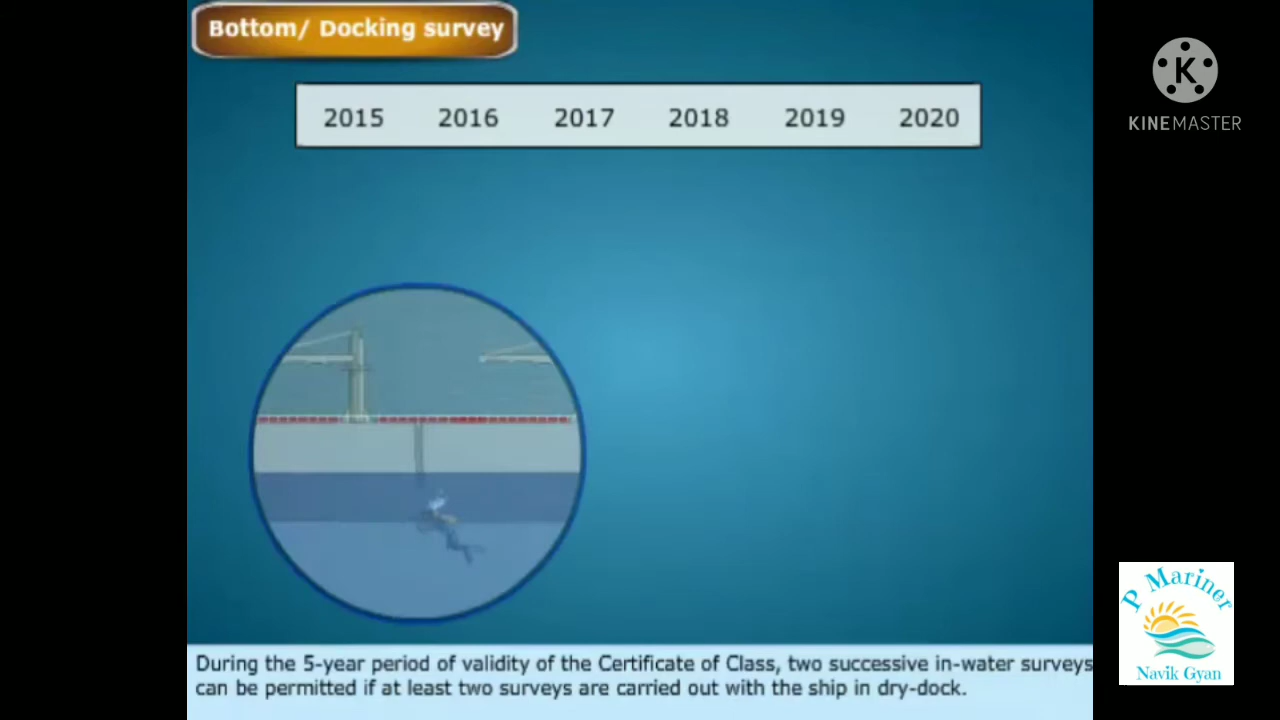 Bottom/ Docking survey
2015 2016 2017 2018 2019 2020
K
KINEMASTER
P Mariner
Navik Gyan
During the 5-year period of validity of the Certificate of Class, two successive in-water surveys
can be permitted if at least two surveys are carried out with the ship in dry-dock.